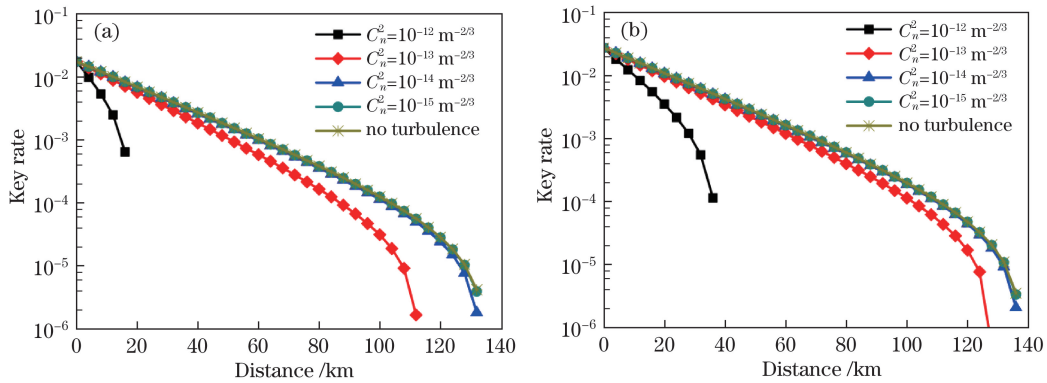 (a)
C_n^2=10^-12 m^-2/3
C_n^2=10^-13 m^-2/3
C_n^2=10^-14 m^-2/3
C_n^2=10^-15 m^-2/3
no turbulence
Key rate
10^-1
10^-2
10^-3
10^-4
10^-5
10^-6
0 20 40 60 80 100 120 140
Distance /km
(b)
C_n^2=10^-12 m^-2/3
C_n^2=10^-13 m^-2/3
C_n^2=10^-14 m^-2/3
C_n^2=10^-15 m^-2/3
no turbulence
Key rate
10^-1
10^-2
10^-3
10^-4
10^-5
10^-6
0 20 40 60 80 100 120 140
Distance /km